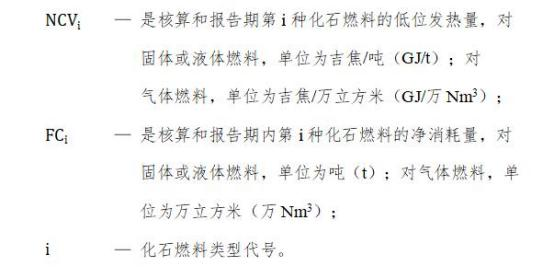 NCVi — 是核算和报告期第 i 种化石燃料的低位发热量，对
固体或液体燃料，单位为吉焦/吨（GJ/t）；对
气体燃料，单位为吉焦/万立方米（GJ/万 Nm³）；
FCi — 是核算和报告期内第 i 种化石燃料的净消耗量，对
固体或液体燃料，单位为吨（t）；对气体燃料，单
位为万立方米（万 Nm³）；
i — 化石燃料类型代号。